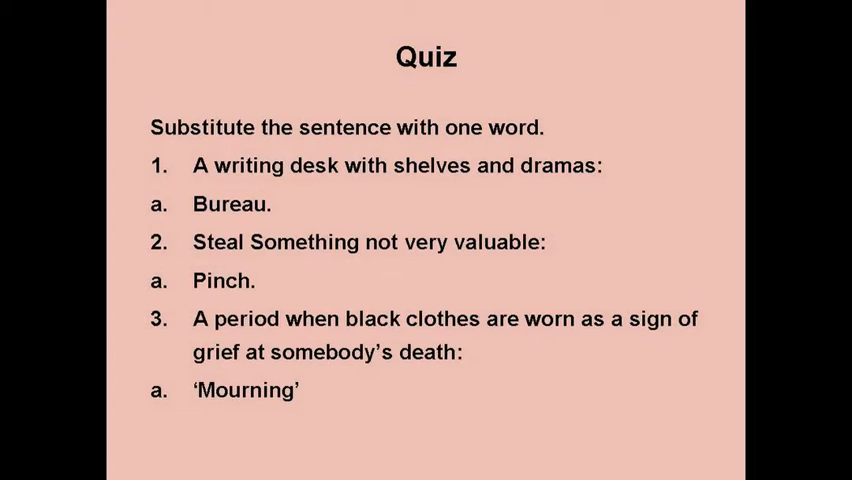 Quiz
Substitute the sentence with one word.
1. A writing desk with shelves and dramas:
a. Bureau.
2. Steal Something not very valuable:
a. Pinch.
3. A period when black clothes are worn as a sign of
grief at somebody’s death:
a. ‘Mourning’